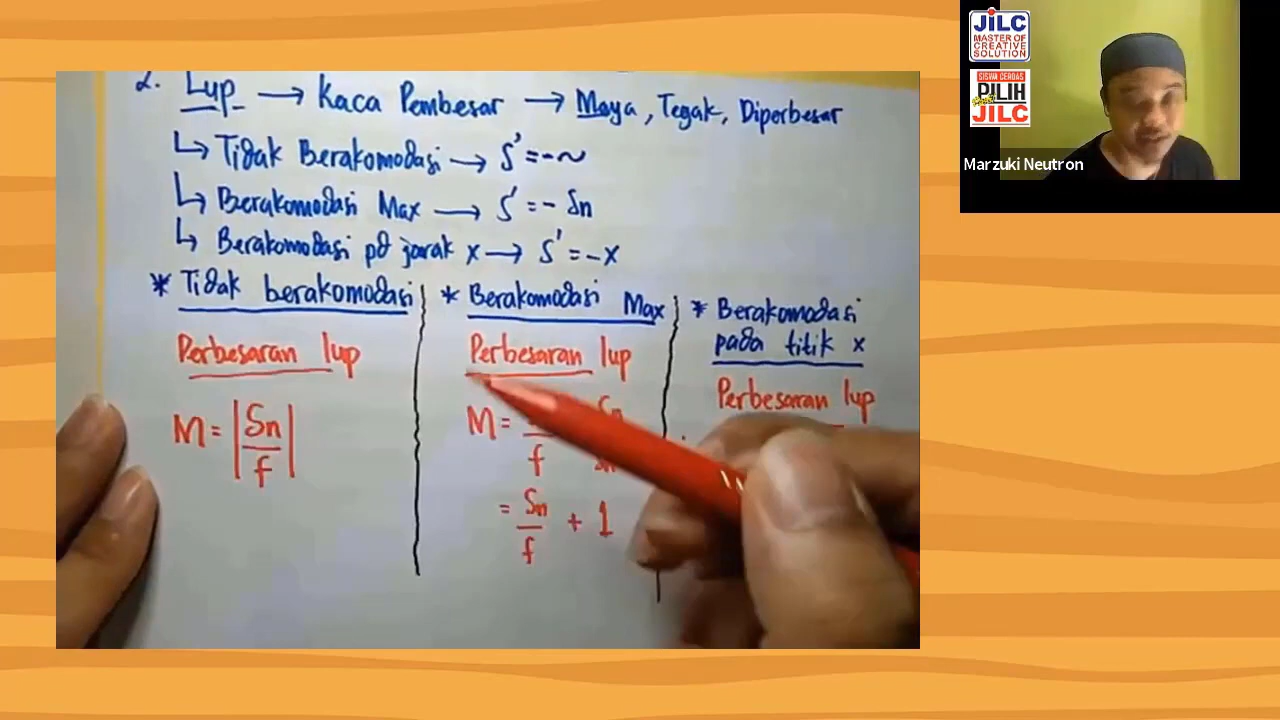 2. Lup → Kaca Pembesar → Maya, Tegak, Diperbesar
↳ Tidak Berakomodasi → S' = -~
↳ Berakomodasi Max → S' = - Sn
↳ Berakomodasi pd jarak x → S' = -x
* Tidak berakomodasi
Perbesaran lup
M = |Sn/f|
* Berakomodasi Max
Perbesaran lup
M = f Sn
= Sn/f + 1
* Berakomodasi
pada titik x
Perbesaran lup
JILC
MASTER OF
CREATIVE
SOLUTION
SISWA CERDAS
PILIH
JILC
Marzuki Neutron